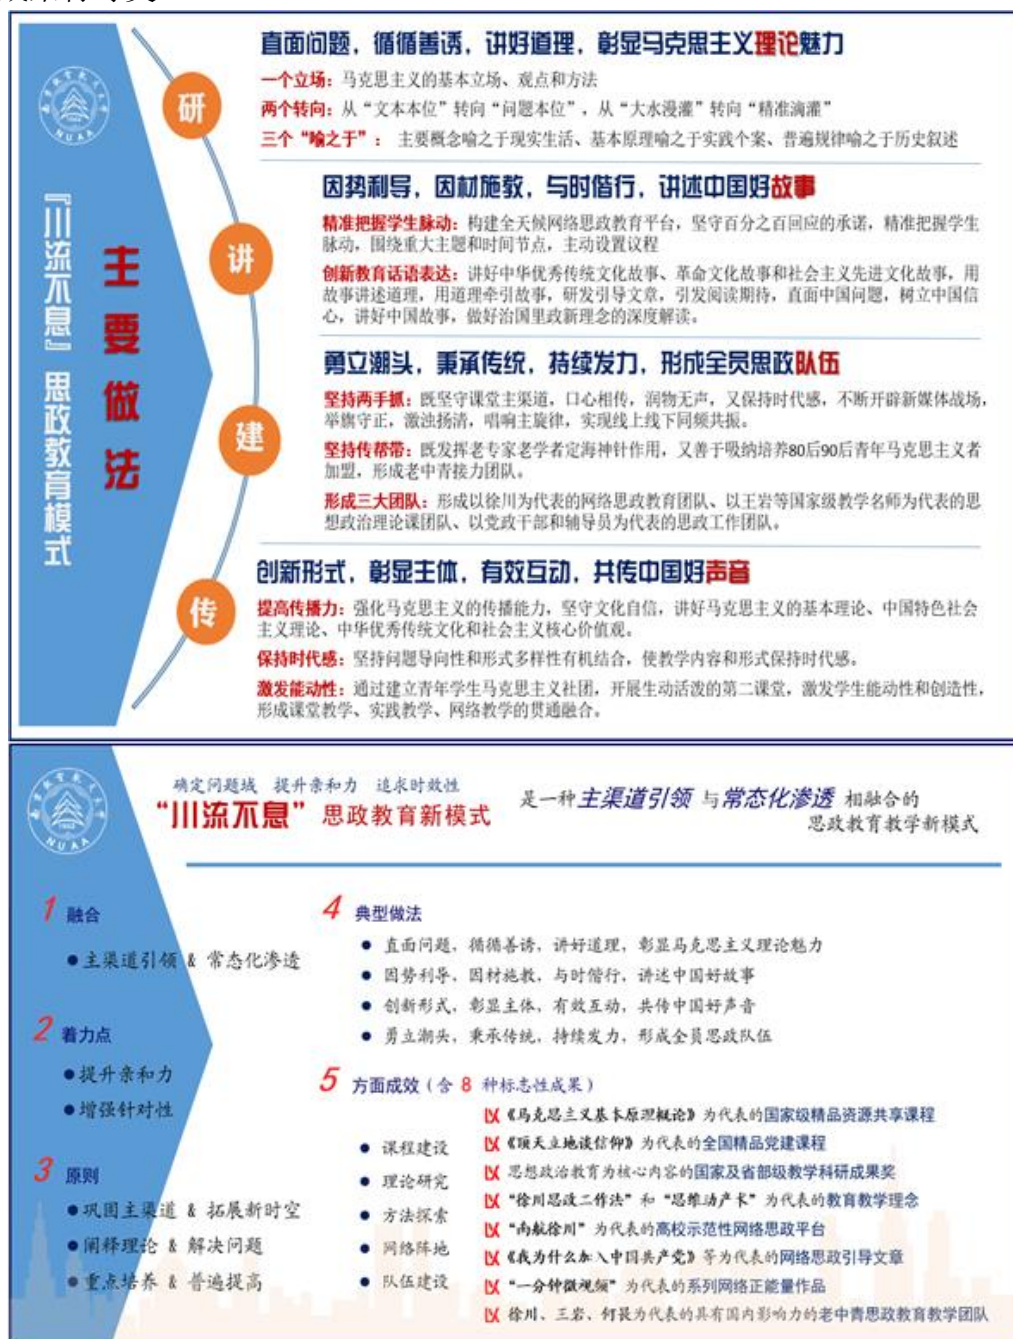 NUAA
『川流不息』思政教育模式
主要做法
研
直面问题，循循善诱，讲好道理，彰显马克思主义理论魅力
一个立场：马克思主义的基本立场、观点和方法
两个转向：从“文本本位”转向“问题本位”，从“大水漫灌”转向“精准滴灌”
三个“喻之于”： 主要概念喻之于现实生活、基本原理喻之于实践个案、普遍规律喻之于历史叙述
讲
因势利导，因材施教，与时偕行，讲述中国好故事
精准把握学生脉动：构建全天候网络思政教育平台，坚守百分之百回应的承诺，精准把握学生
脉动，围绕重大主题和时间节点，主动设置议程
创新教育话语表达：讲好中华优秀传统文化故事、革命文化故事和社会主义先进文化故事，用
故事讲述道理，用道理牵引故事，研发引导文章，引发阅读期待，直面中国问题，树立中国信
心，讲好中国故事，做好治国里政新理念的深度解读。
建
勇立潮头，秉承传统，持续发力，形成全员思政队伍
坚持两手抓：既坚守课堂主渠道，口心相传，润物无声，又保持时代感，不断开辟新媒体战场，
举旗守正，激浊扬清，唱响主旋律，实现线上线下同频共振。
坚持传帮带：既发挥老专家老学者定海神针作用，又善于吸纳培养80后90后青年马克思主义者
加盟，形成老中青接力团队。
形成三大团队：形成以徐川为代表的网络思政教育团队、以王岩等国家级教学名师为代表的思
想政治理论课团队、以党政干部和辅导员为代表的思政工作团队。
传
创新形式，彰显主体，有效互动，共传中国好声音
提高传播力：强化马克思主义的传播能力，坚守文化自信，讲好马克思主义的基本理论、中国特色社会
主义理论、中华优秀传统文化和社会主义核心价值观。
保持时代感：坚持问题导向性和形式多样性有机结合，使教学内容和形式保持时代感。
激发能动性：通过建立青年学生马克思主义社团，开展生动活泼的第二课堂，激发学生能动性和创造性，
形成课堂教学、实践教学、网络教学的贯通融合。
NUAA
确定问题域 提升亲和力 追求时效性
“川流不息”思政教育新模式
是一种主渠道引领 与常态化渗透 相融合的
思政教育教学新模式
1 融合
●主渠道引领 & 常态化渗透
2 着力点
●提升亲和力
●增强针对性
3 原则
●巩固主渠道 & 拓展新时空
●阐释理论 & 解决问题
●重点培养 & 普遍提高
4 典型做法
● 直面问题，循循善诱，讲好道理，彰显马克思主义理论魅力
● 因势利导、因材施教、与时偕行，讲述中国好故事
● 创新形式，彰显主体，有效互动，共传中国好声音
● 勇立潮头，秉承传统，持续发力，形成全员思政队伍
5 方面成效（含 8 种标志性成果）
● 课程建设
● 理论研究
● 方法探索
● 网络阵地
● 队伍建设
以《马克思主义基本原理概论》为代表的国家级精品资源共享课程
以《顶天立地谈信仰》为代表的全国精品党建课程
以 思想政治教育为核心内容的国家及省部级教学科研成果奖
以“徐川思政工作法”和“思维动产卡”为代表的教育教学理念
以“南航徐川”为代表的高校示范性网络思政平台
以《我为什么加入中国共产党》等为代表的网络思政引导文章
以“一分钟微视频”为代表的系列网络正能量作品
以 徐川、王岩、何畏为代表的具有国内影响力的老中青思政教育教学团队